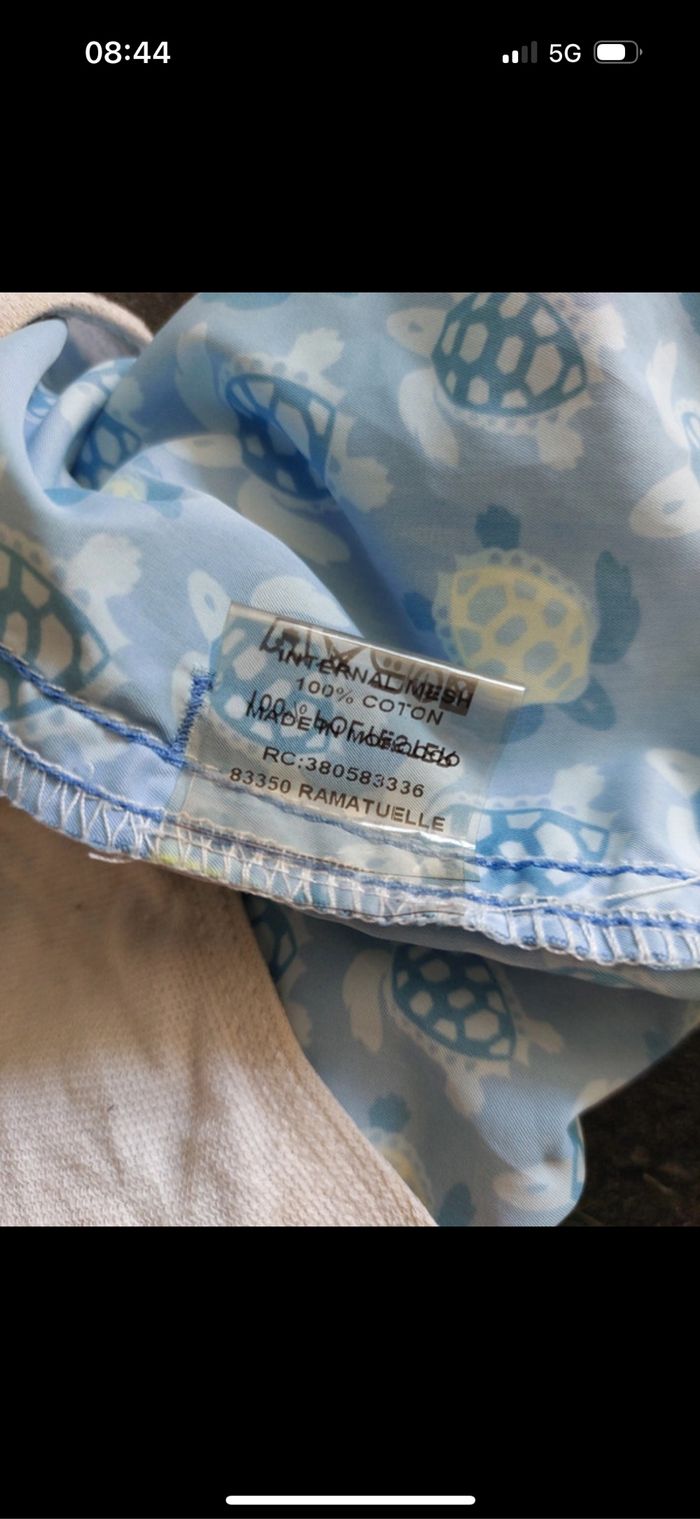 08:44
5G
INTERNAL MESH
100% COTON
MADE IN
RC:380583336
83350 RAMATUELLE